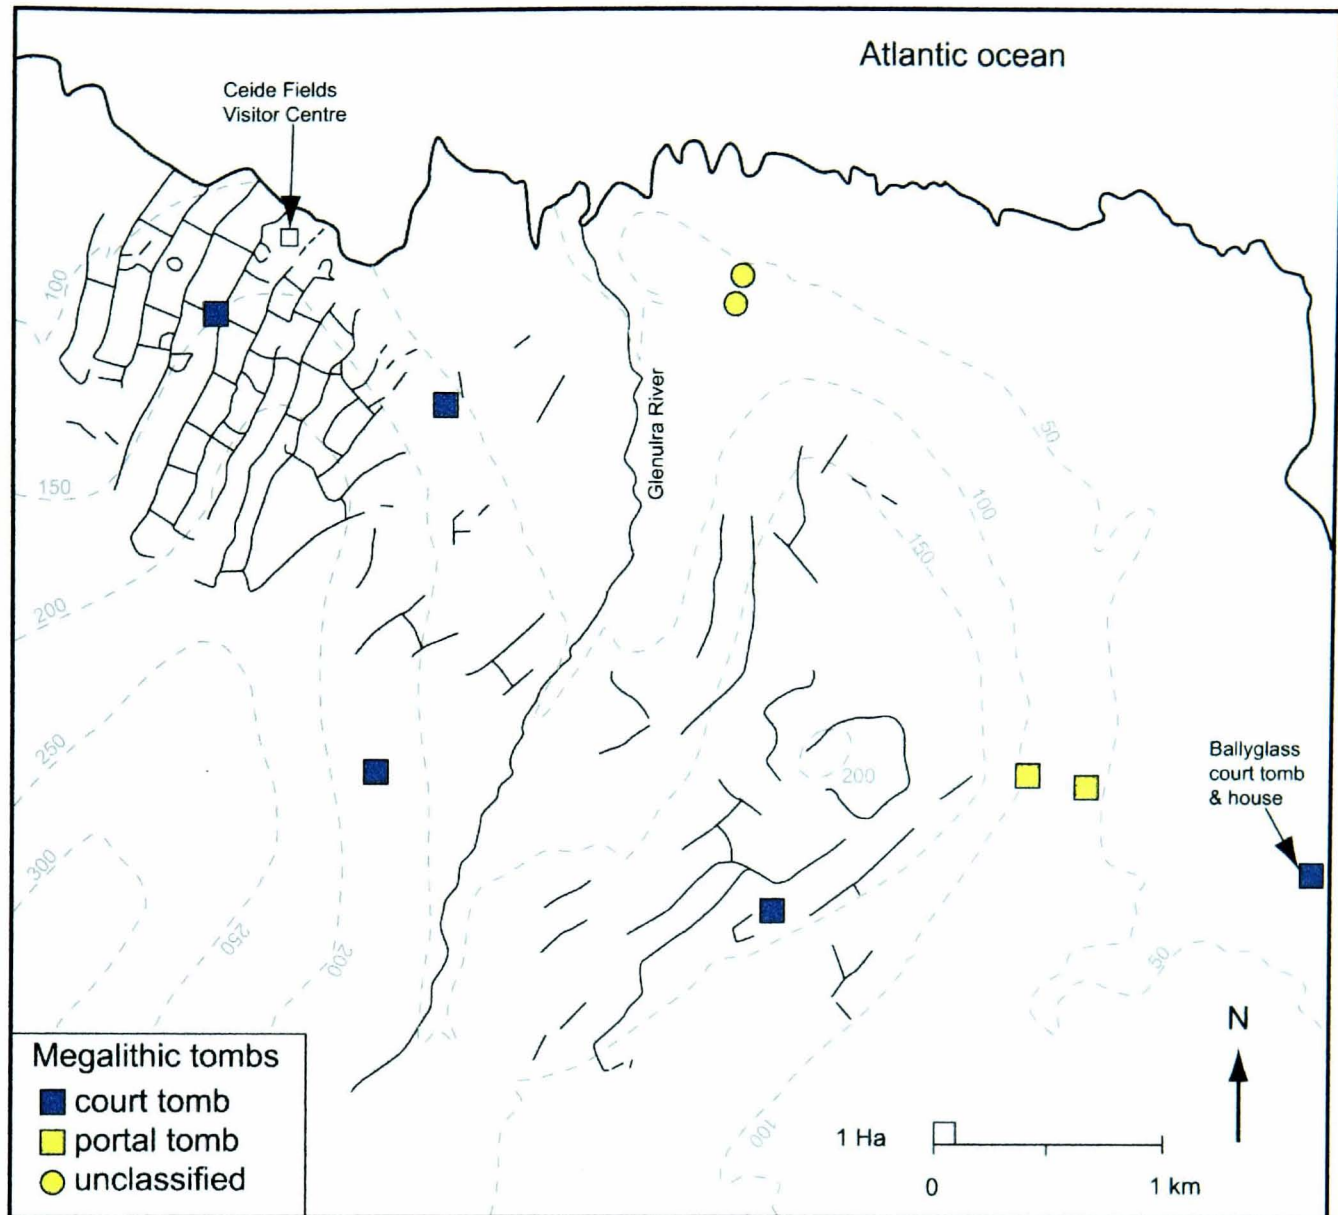 Atlantic ocean
Ceide Fields
Visitor Centre
100
Glenulra River
50
150
100
150
200
250
200
Ballyglass
court tomb
& house
300
250
200
50
N
Megalithic tombs
court tomb
portal tomb
unclassified
100
1 Ha
0
1 km